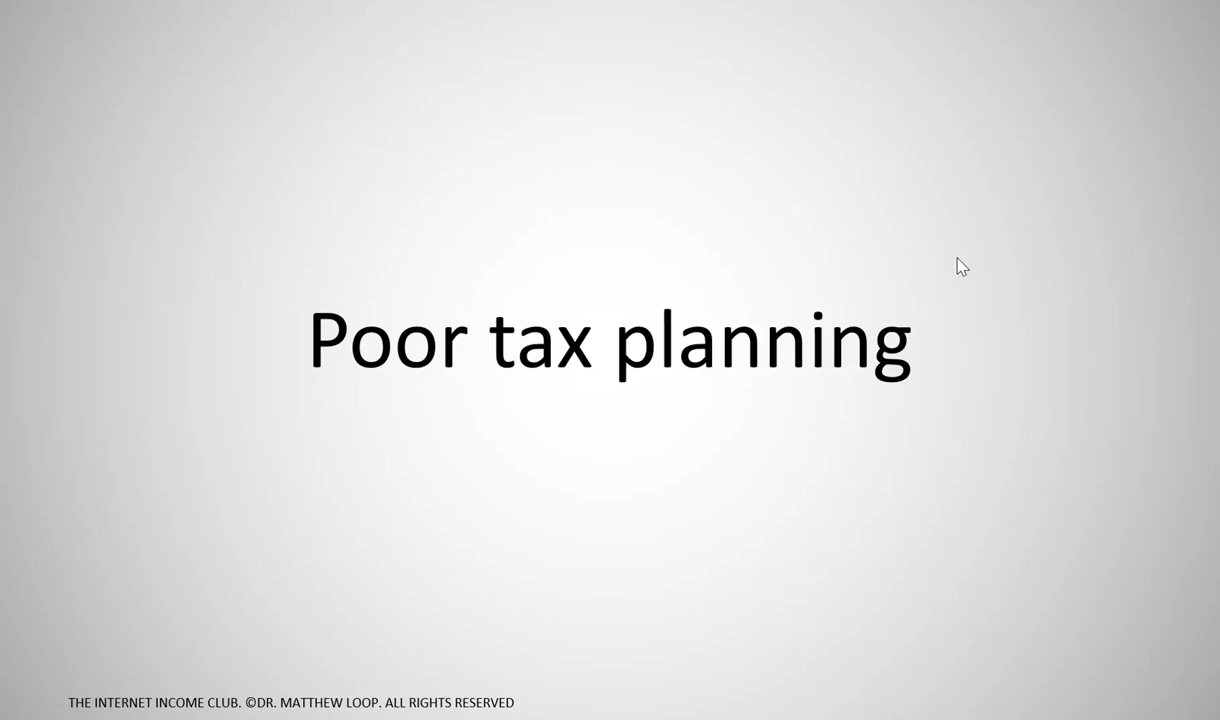 Poor tax planning
THE INTERNET INCOME CLUB. ©DR. MATTHEW LOOP. ALL RIGHTS RESERVED